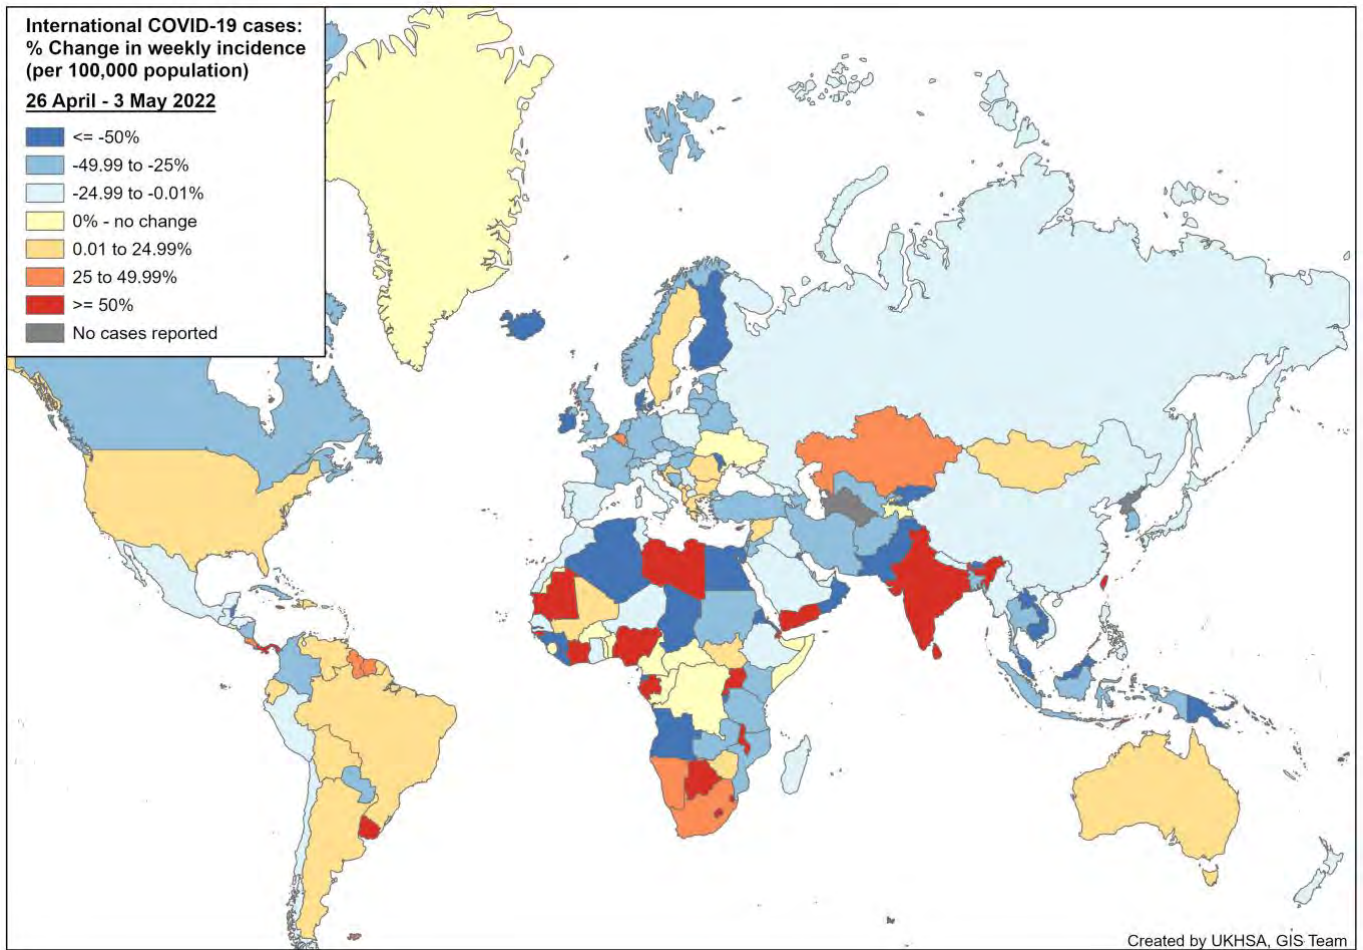 International COVID-19 cases:
% Change in weekly incidence
(per 100,000 population)
26 April - 3 May 2022
<= -50%
-49.99 to -25%
-24.99 to -0.01%
0% - no change
0.01 to 24.99%
25 to 49.99%
>= 50%
No cases reported
Created by UKHSA, GIS Team